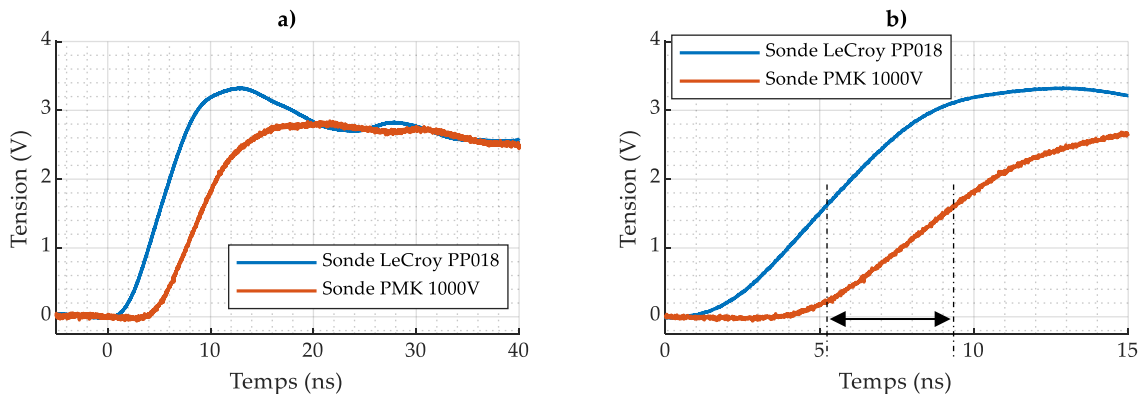 a)
4
3
2
1
0
Tension (V)
Sonde LeCroy PP018
Sonde PMK 1000V
0 10 20 30 40
Temps (ns)
b)
4
3
2
1
0
Tension (V)
Sonde LeCroy PP018
Sonde PMK 1000V
0 5 10 15
Temps (ns)